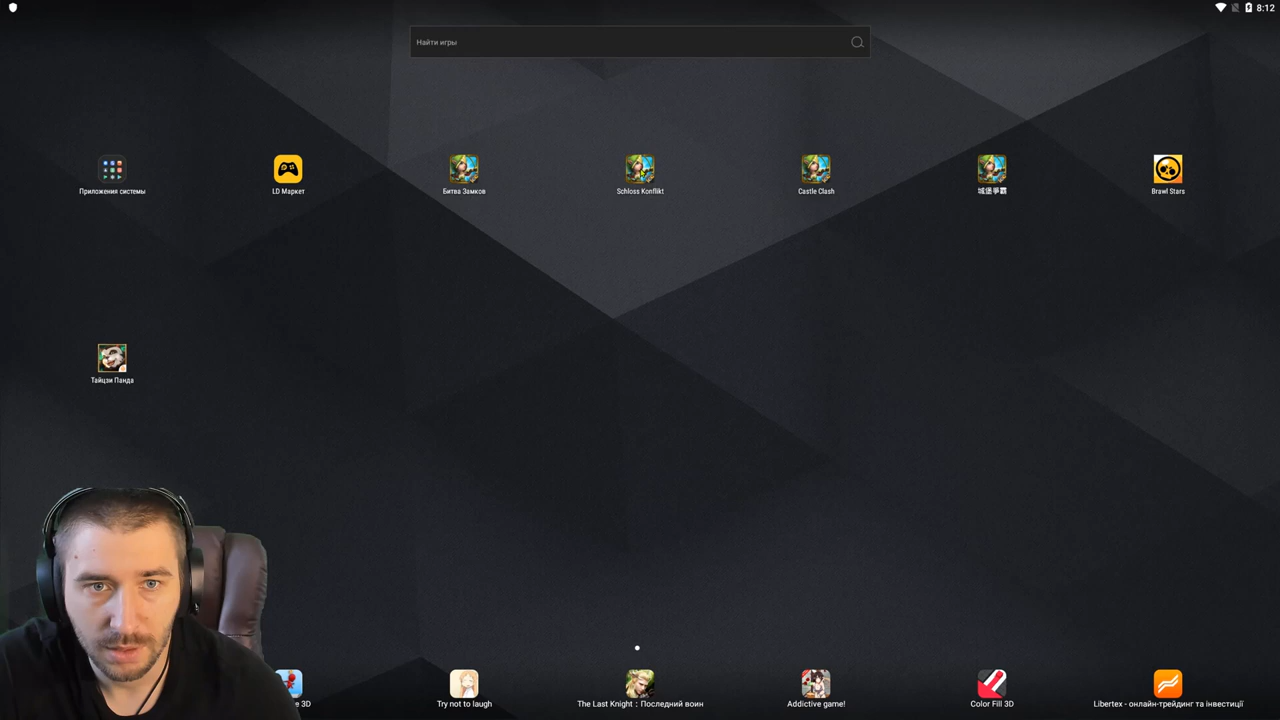 8:12
Найти игры
Приложения системы
LD Маркет
Битва Замков
Schloss Konflikt
Castle Clash
城堡爭霸
Brawl Stars
Тайцзи Панда
e 3D
Try not to laugh
The Last Knight : Последний воин
Addictive game!
Color Fill 3D
Libertex - онлайн-трейдинг та інвестиції